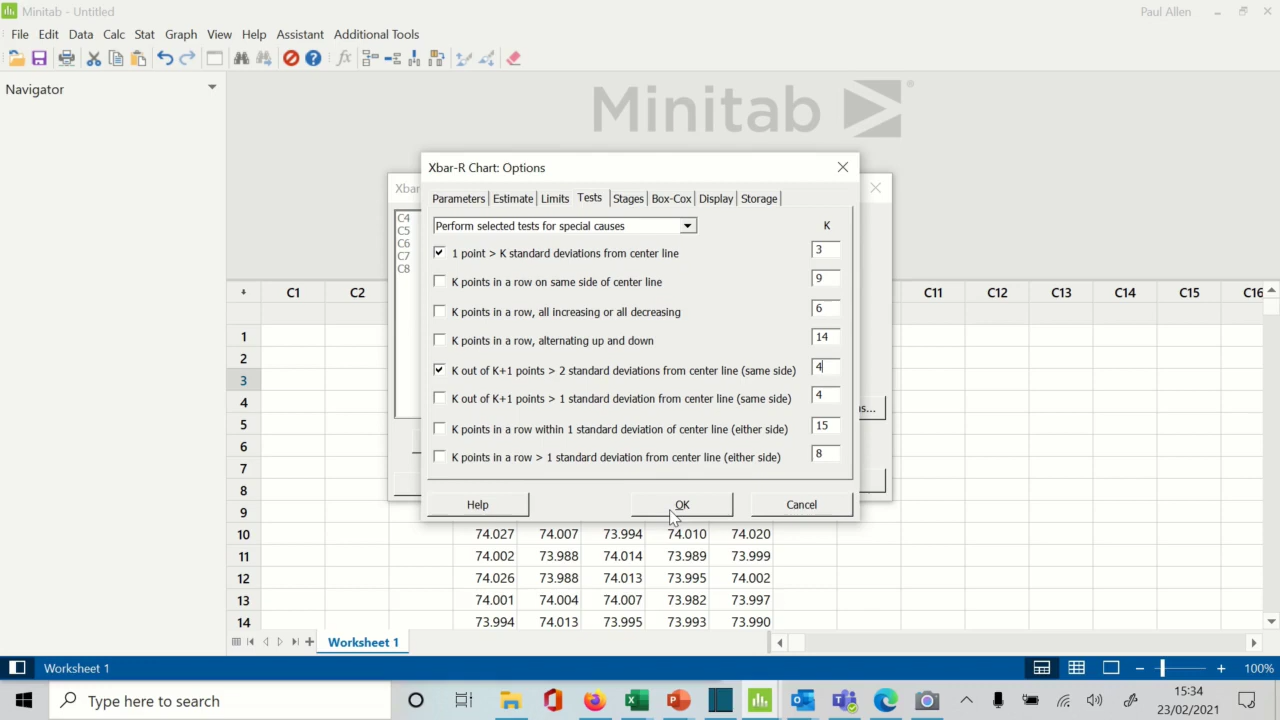 Minitab - Untitled
Paul Allen
File Edit Data Calc Stat Graph View Help Assistant Additional Tools
Navigator
Minitab
Xbar-R Chart: Options
Xbar
Parameters Estimate Limits Tests Stages Box-Cox Display Storage
Perform selected tests for special causes K
1 point > K standard deviations from center line 3
K points in a row on same side of center line 9
K points in a row, all increasing or all decreasing 6
K points in a row, alternating up and down 14
K out of K+1 points > 2 standard deviations from center line (same side) 4
K out of K+1 points > 1 standard deviation from center line (same side) 4
K points in a row within 1 standard deviation of center line (either side) 15
K points in a row > 1 standard deviation from center line (either side) 8
Help OK Cancel
C4
C5
C6
C7
C8
s...
C1 C2 C11 C12 C13 C14 C15 C16
1
2
3
4
5
6
7
8
9
10 74.027 74.007 73.994 74.010 74.020
11 74.002 73.988 74.014 73.989 73.999
12 74.026 73.988 74.013 73.995 74.002
13 74.001 74.004 74.007 73.982 73.997
14 73.994 74.013 73.995 73.993 73.990
Worksheet 1
Worksheet 1 100%
Type here to search
15:34
23/02/2021